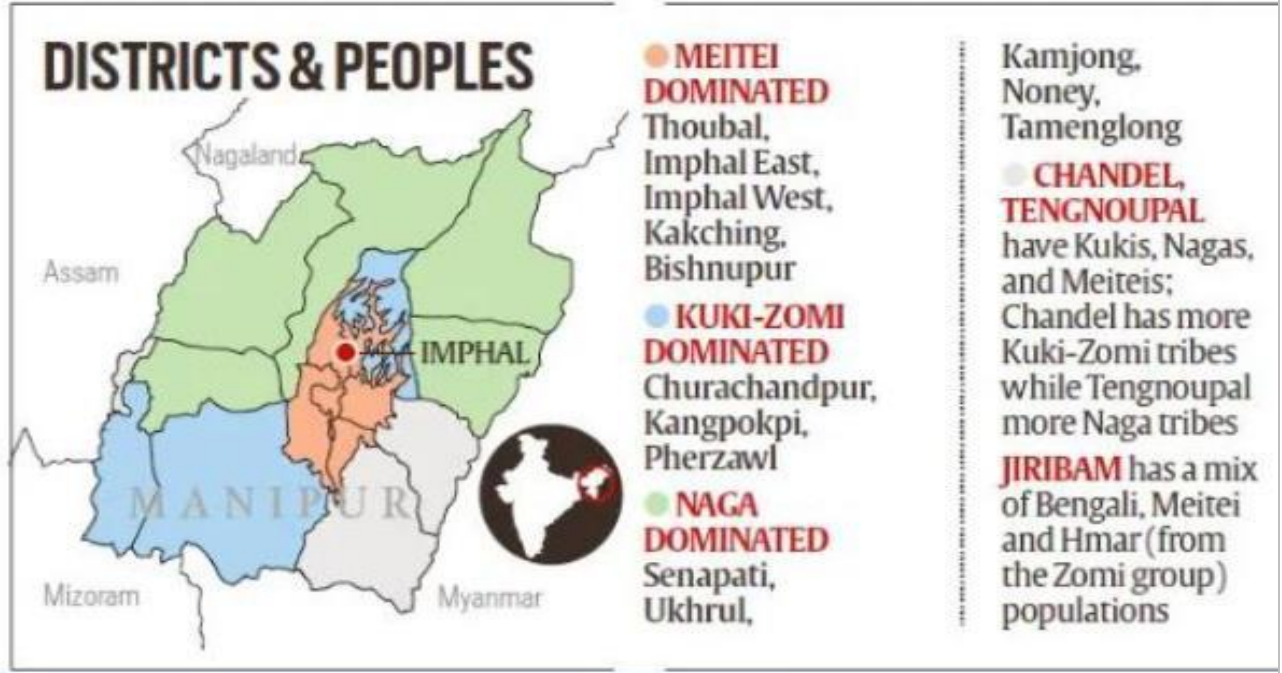 DISTRICTS & PEOPLES
Nagaland
Assam
IMPHAL
MANIPUR
Mizoram
Myanmar
MEITEI
DOMINATED
Thoubal,
Imphal East,
Imphal West,
Kakching,
Bishnupur
KUKI-ZOMI
DOMINATED
Churachandpur,
Kangpokpi,
Pherzawl
NAGA
DOMINATED
Senapati,
Ukhrul,
Kamjong,
Noney,
Tamenglong
CHANDEL,
TENGNOUPAL
have Kukis, Nagas,
and Meiteis;
Chandel has more
Kuki-Zomi tribes
while Tengnoupal
more Naga tribes
JIRIBAM has a mix
of Bengali, Meitei
and Hmar (from
the Zomi group)
populations